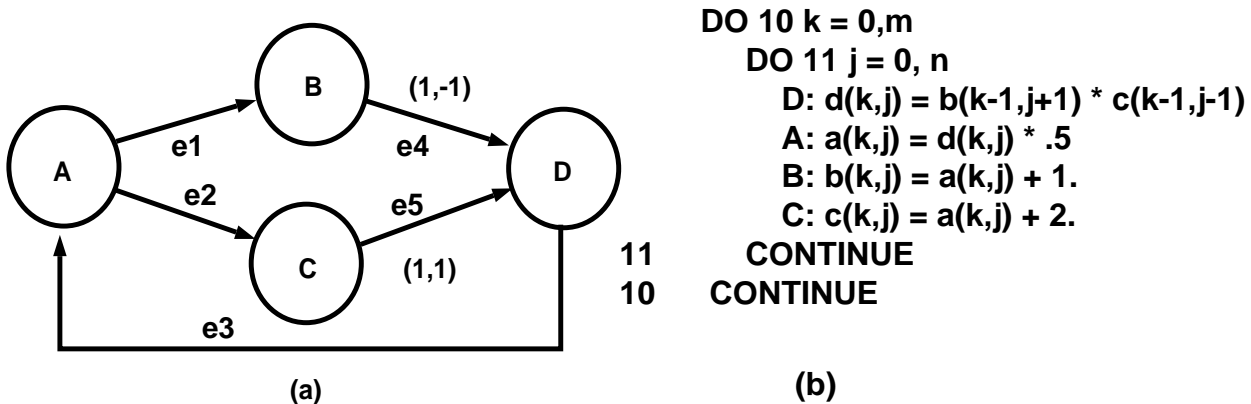 B
(1,-1)
e1
e4
A
D
e2
e5
C
(1,1)
e3
(a)
DO 10 k = 0,m
DO 11 j = 0, n
D: d(k,j) = b(k-1,j+1) * c(k-1,j-1)
A: a(k,j) = d(k,j) * .5
B: b(k,j) = a(k,j) + 1.
C: c(k,j) = a(k,j) + 2.
11 CONTINUE
10 CONTINUE
(b)